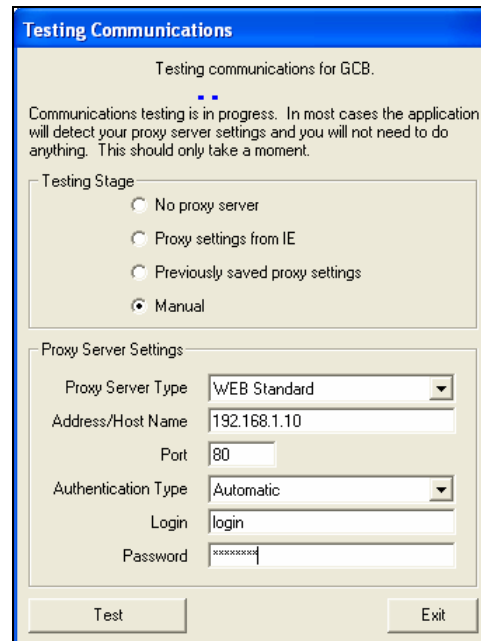 Testing Communications
Testing communications for GCB.
Communications testing is in progress. In most cases the application
will detect your proxy server settings and you will not need to do
anything. This should only take a moment.
Testing Stage
No proxy server
Proxy settings from IE
Previously saved proxy settings
Manual
Proxy Server Settings
Proxy Server Type WEB Standard
Address/Host Name 192.168.1.10
Port 80
Authentication Type Automatic
Login login
Password ********
Test Exit